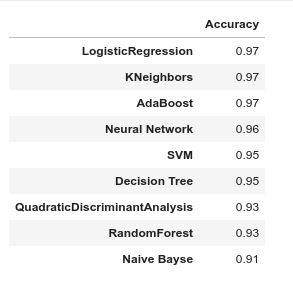 Accuracy
LogisticRegression 0.97
KNeighbors 0.97
AdaBoost 0.97
Neural Network 0.96
SVM 0.95
Decision Tree 0.95
QuadraticDiscriminantAnalysis 0.93
RandomForest 0.93
Naive Bayse 0.91